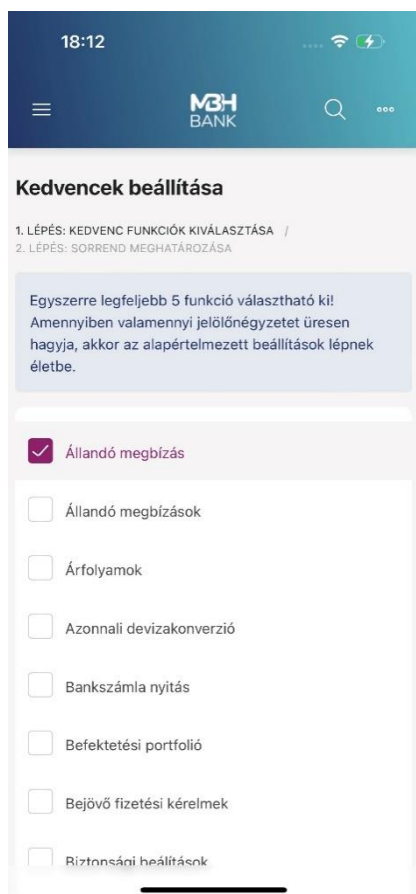 18:12
MBH
BANK
Kedvencek beállítása
1. LÉPÉS: KEDVENC FUNKCIÓK KIVÁLASZTÁSA /
2. LÉPÉS: SORREND MEGHATÁROZÁSA
Egyszerre legfeljebb 5 funkció választható ki!
Amennyiben valamennyi jelölőnégyzetet üresen
hagyja, akkor az alapértelmezett beállítások lépnek
életbe.
Állandó megbízás
Állandó megbízások
Árfolyamok
Azonnali devizakonverzió
Bankszámla nyitás
Befektetési portfolió
Bejövő fizetési kérelmek
Biztonsági beállítások